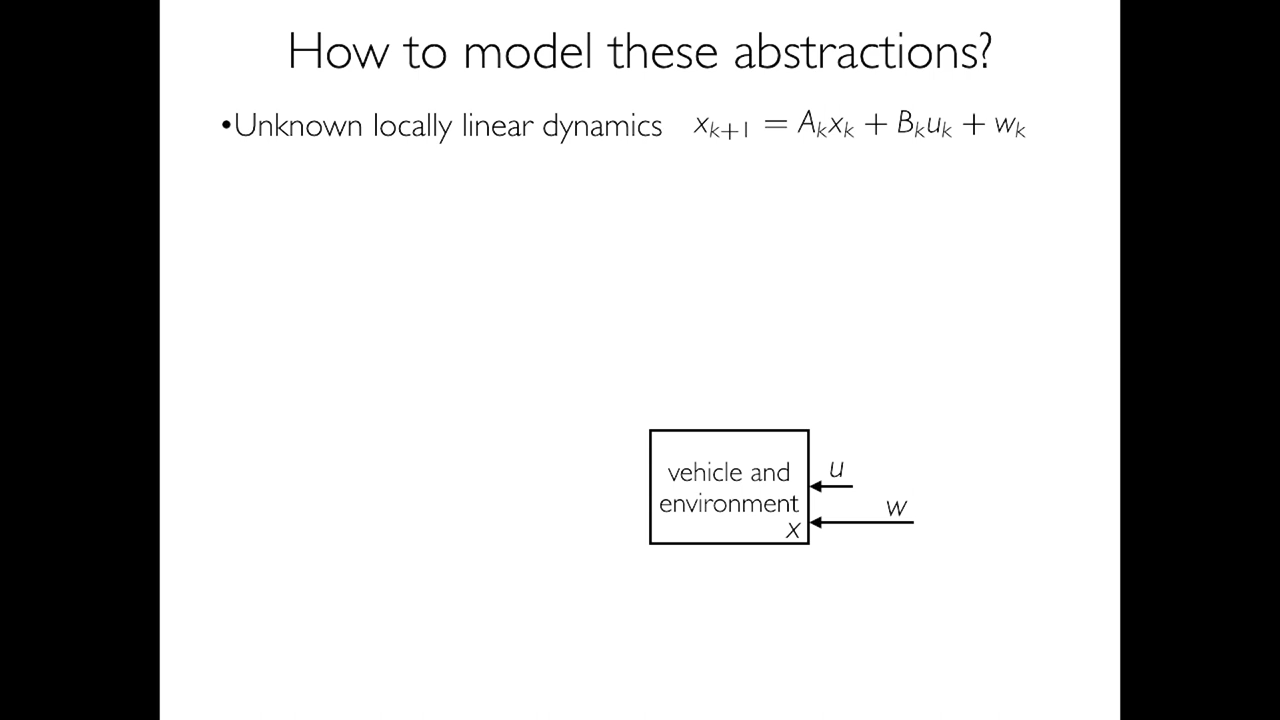 How to model these abstractions?
•Unknown locally linear dynamics x_{k+1} = A_k x_k + B_k u_k + w_k
vehicle and
environment
x
u
w